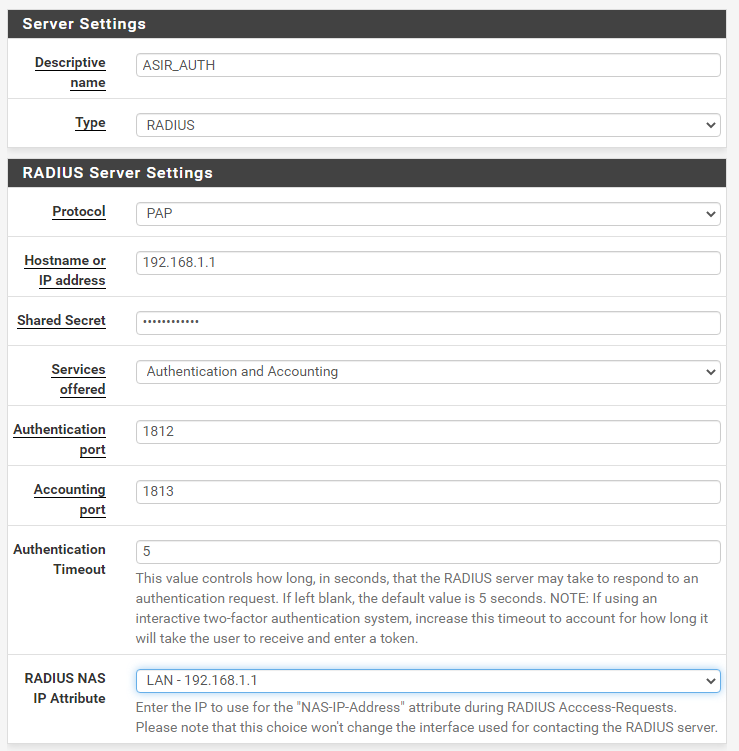 Server Settings
Descriptive
name
ASIR_AUTH
Type
RADIUS
RADIUS Server Settings
Protocol
PAP
Hostname or
IP address
192.168.1.1
Shared Secret
••••••••••••
Services
offered
Authentication and Accounting
Authentication
port
1812
Accounting
port
1813
Authentication
Timeout
5
This value controls how long, in seconds, that the RADIUS server may take to respond to an
authentication request. If left blank, the default value is 5 seconds. NOTE: If using an
interactive two-factor authentication system, increase this timeout to account for how long it
will take the user to receive and enter a token.
RADIUS NAS
IP Attribute
LAN - 192.168.1.1
Enter the IP to use for the "NAS-IP-Address" attribute during RADIUS Acccess-Requests.
Please note that this choice won't change the interface used for contacting the RADIUS server.